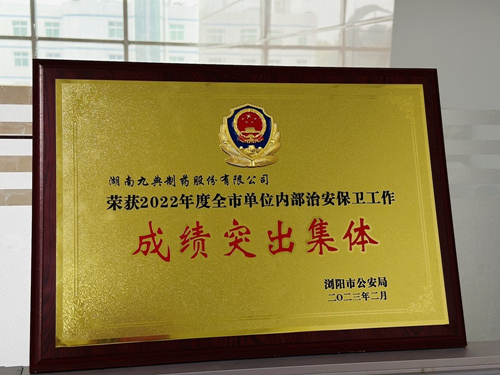 湖南九典制药股份有限公司
荣获2022年度全市单位内部治安保卫工作
成绩突出集体
浏阳市公安局
二〇二三年二月